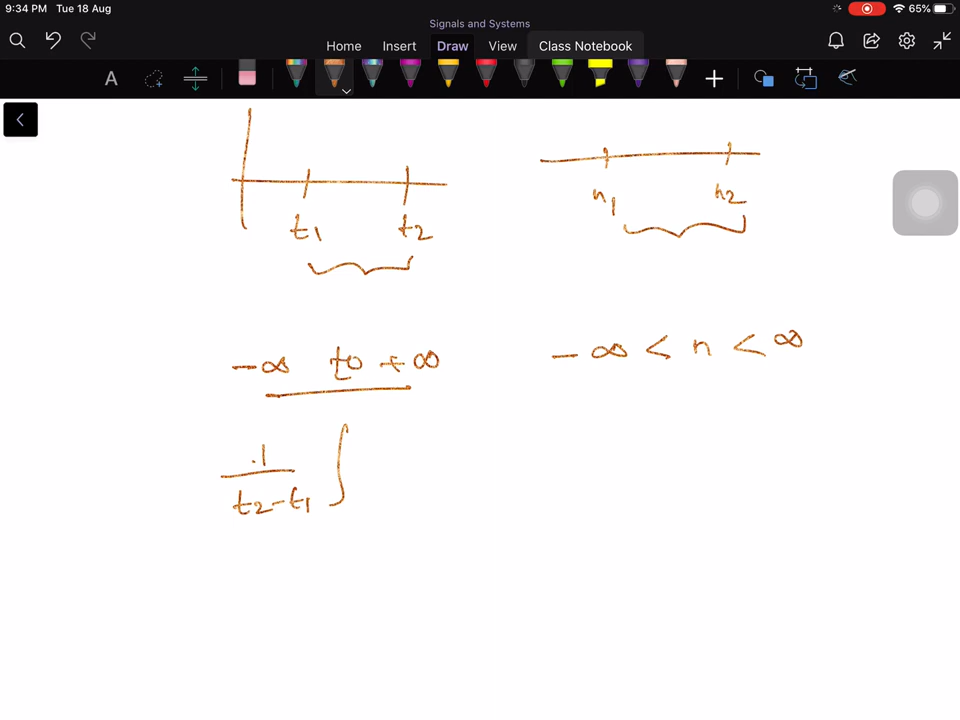 9:34 PM Tue 18 Aug
65%
Signals and Systems
Home Insert Draw View Class Notebook
A
t1 t2
n1 n2
-∞ to +∞
-∞ < n < ∞
1
t2-t1 ∫